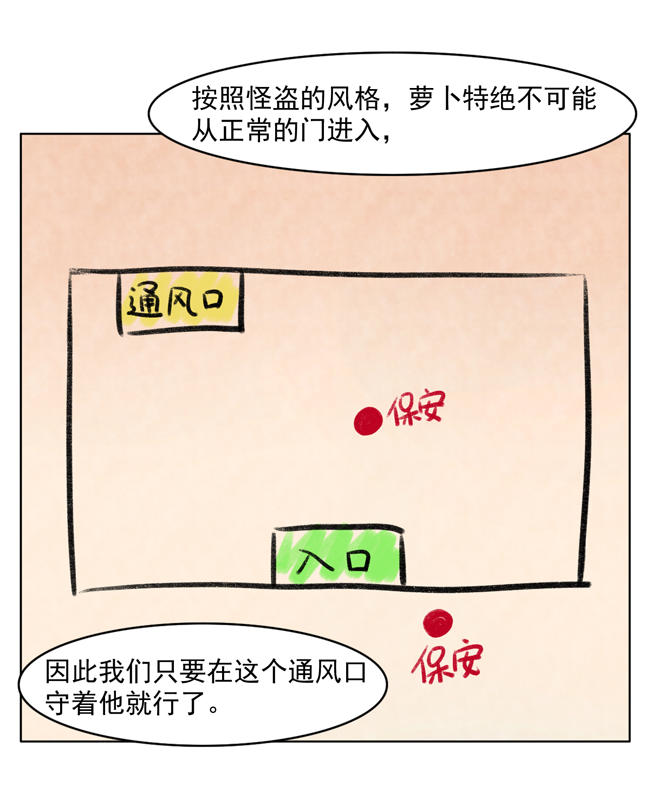 按照怪盗的风格，萝卜特绝不可能
从正常的门进入，
通风口
保安
入口
保安
因此我们只要在这个通风口
守着他就行了。